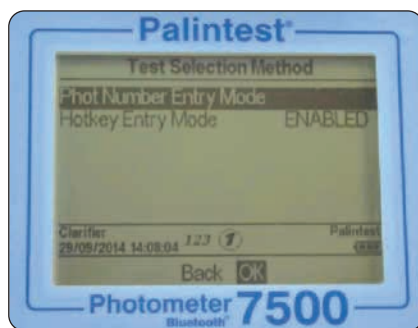 Palintest®
Test Selection Method
Phot Number Entry Mode
Hotkey Entry Mode ENABLED
Clarifier Palintest
29/09/2014 14:08:04 123 1
Back OK
Photometer 7500
Bluetooth®